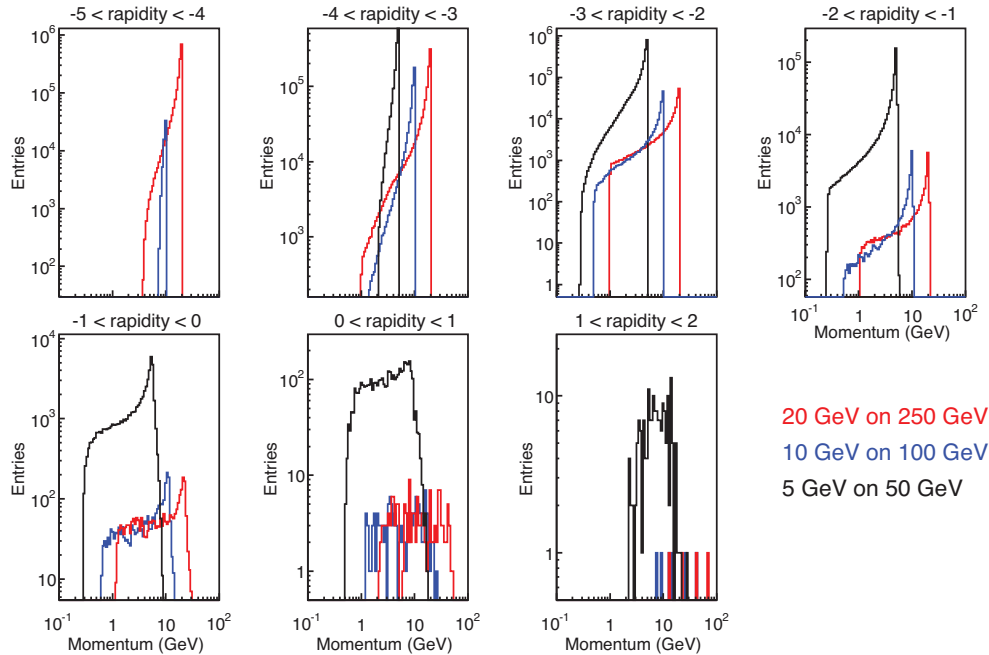 -5 < rapidity < -4
-4 < rapidity < -3
-3 < rapidity < -2
-2 < rapidity < -1
Entries
10^6
10^5
10^4
10^3
10^2
Entries
10^5
10^4
10^3
Entries
10^6
10^5
10^4
10^3
10^2
10
1
Entries
10^5
10^4
10^3
10^2
10^-1 1 10 10^2
Momentum (GeV)
-1 < rapidity < 0
0 < rapidity < 1
1 < rapidity < 2
Entries
10^4
10^3
10^2
10
10^-1 1 10 10^2
Momentum (GeV)
Entries
10^2
10
1
10^-1 1 10 10^2
Momentum (GeV)
Entries
10
1
10^-1 1 10 10^2
Momentum (GeV)
20 GeV on 250 GeV
10 GeV on 100 GeV
5 GeV on 50 GeV